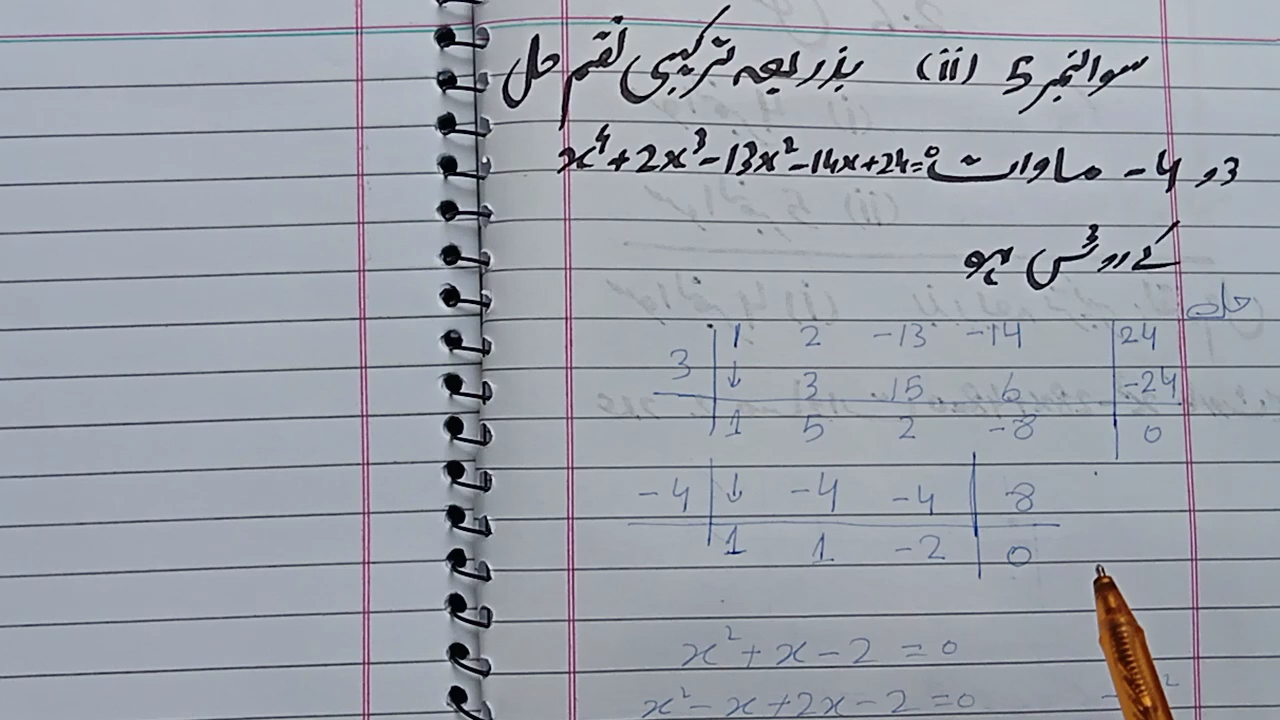 سوالنمبر 5 (ii) بذریعہ ترکیبی تقسیم حل
3 ور 4- مساوات x⁴+2x³-13x²-14x+24=0
کے روٹس ہو
حل
3 | 1 2 -13 -14 | 24
↓ 3 15 6 | -24
1 5 2 -8 | 0
-4 | ↓ -4 -4 | 8
1 1 -2 | 0
x²+x-2=0
x²-x+2x-2=0